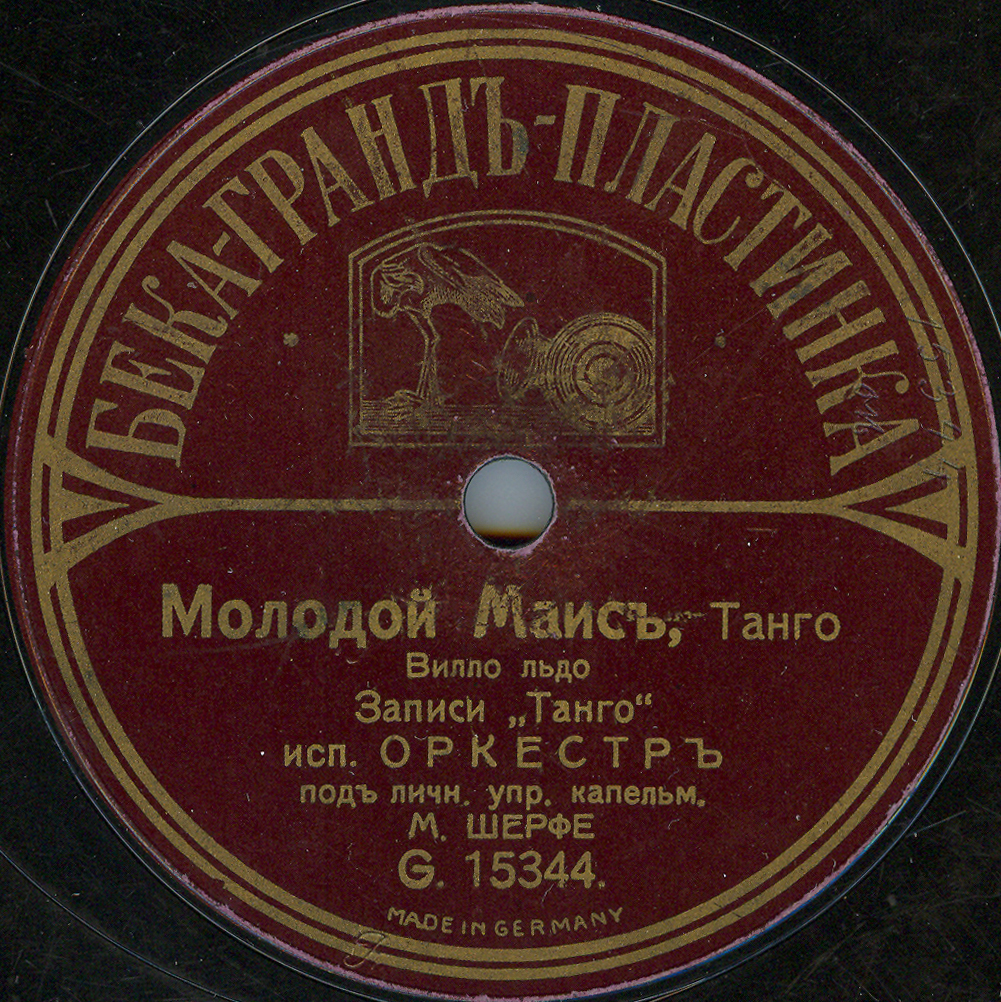 БЕКА-ГРАНДЪ-ПЛАСТИНКА
Молодой Маисъ, Танго
Вилло льдо
Записи „Танго“
исп. ОРКЕСТРЪ
подъ личн. упр. капельм.
М. ШЕРФЕ
G. 15344.
MADE IN GERMANY